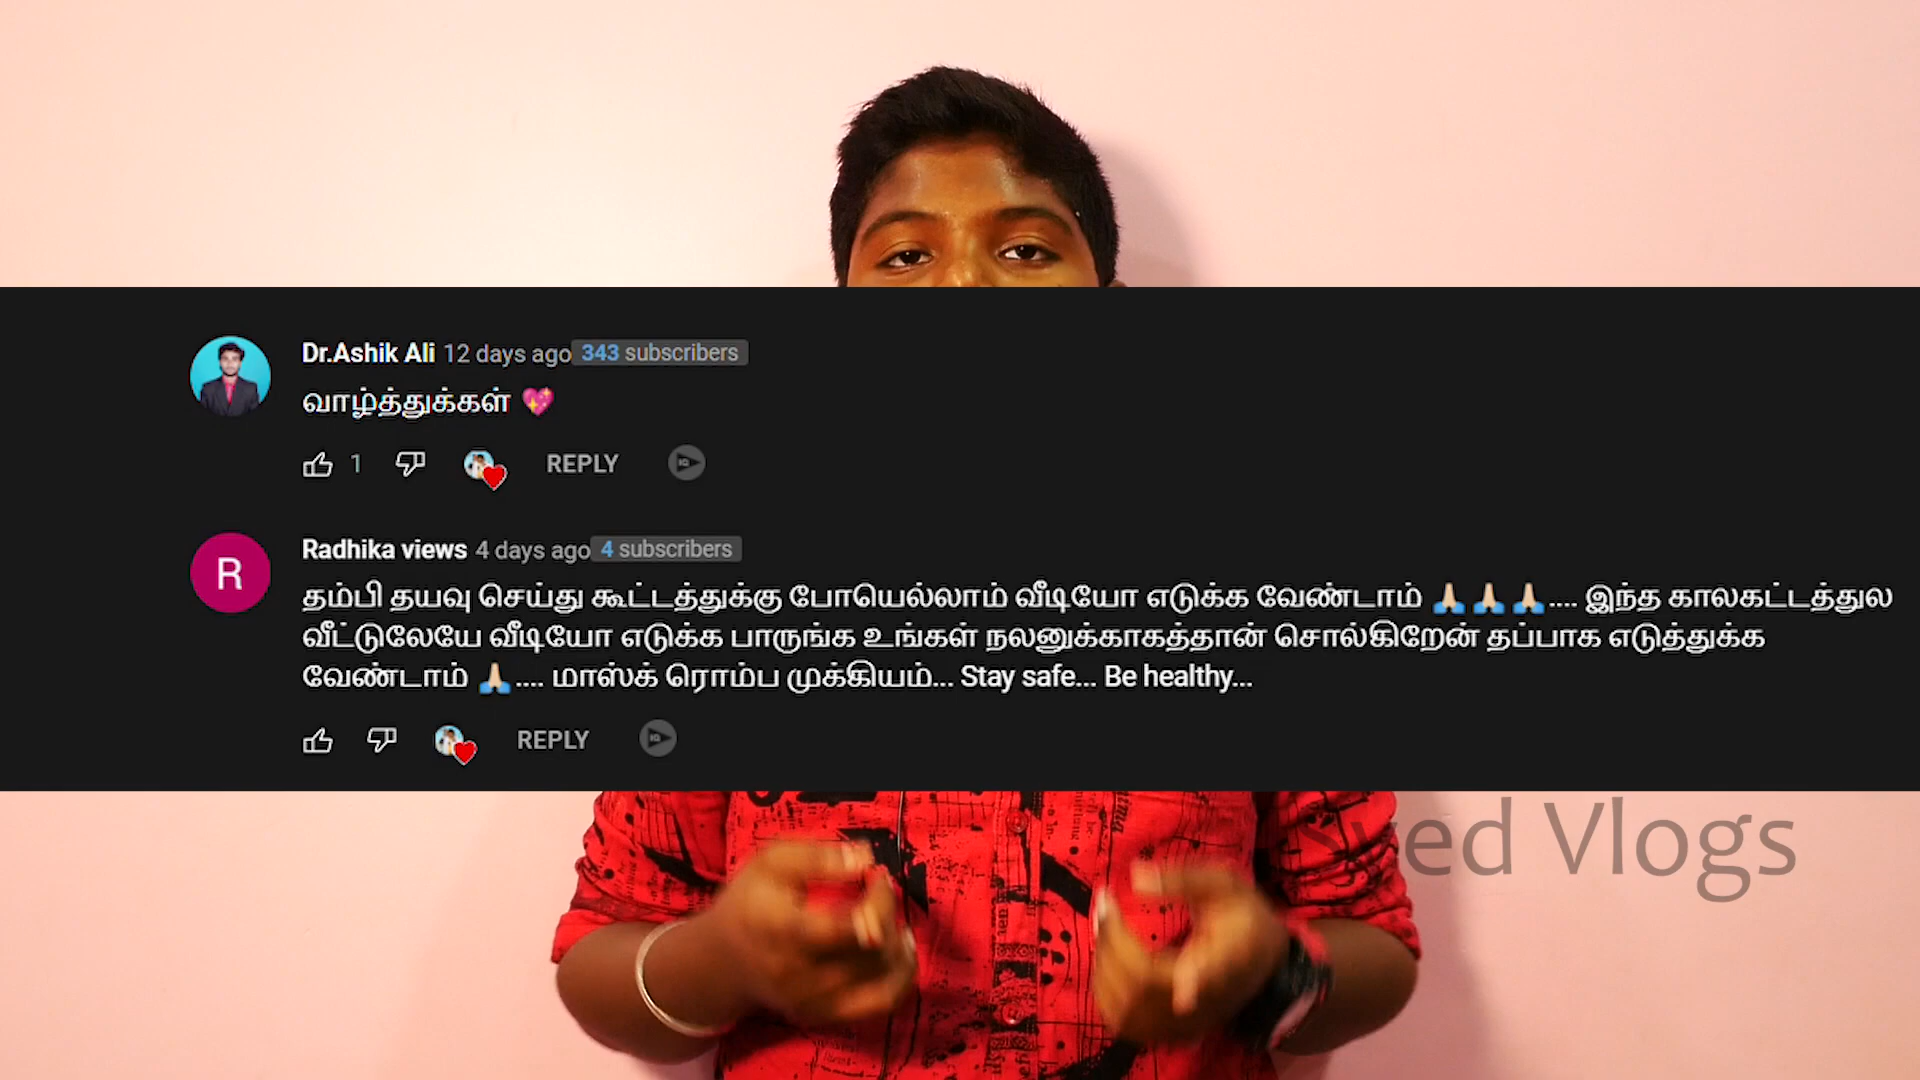 Dr.Ashik Ali 12 days ago 343 subscribers
வாழ்த்துக்கள் 💖
1 REPLY
R
Radhika views 4 days ago 4 subscribers
தம்பி தயவு செய்து கூட்டத்துக்கு போயெல்லாம் வீடியோ எடுக்க வேண்டாம் 🙏🏻🙏🏻🙏🏻.... இந்த காலகட்டத்துல
வீட்டுலேயே வீடியோ எடுக்க பாருங்க உங்கள் நலனுக்காகத்தான் சொல்கிறேன் தப்பாக எடுத்துக்க
வேண்டாம் 🙏🏻.... மாஸ்க் ரொம்ப முக்கியம்... Stay safe... Be healthy...
REPLY
Syed Vlogs